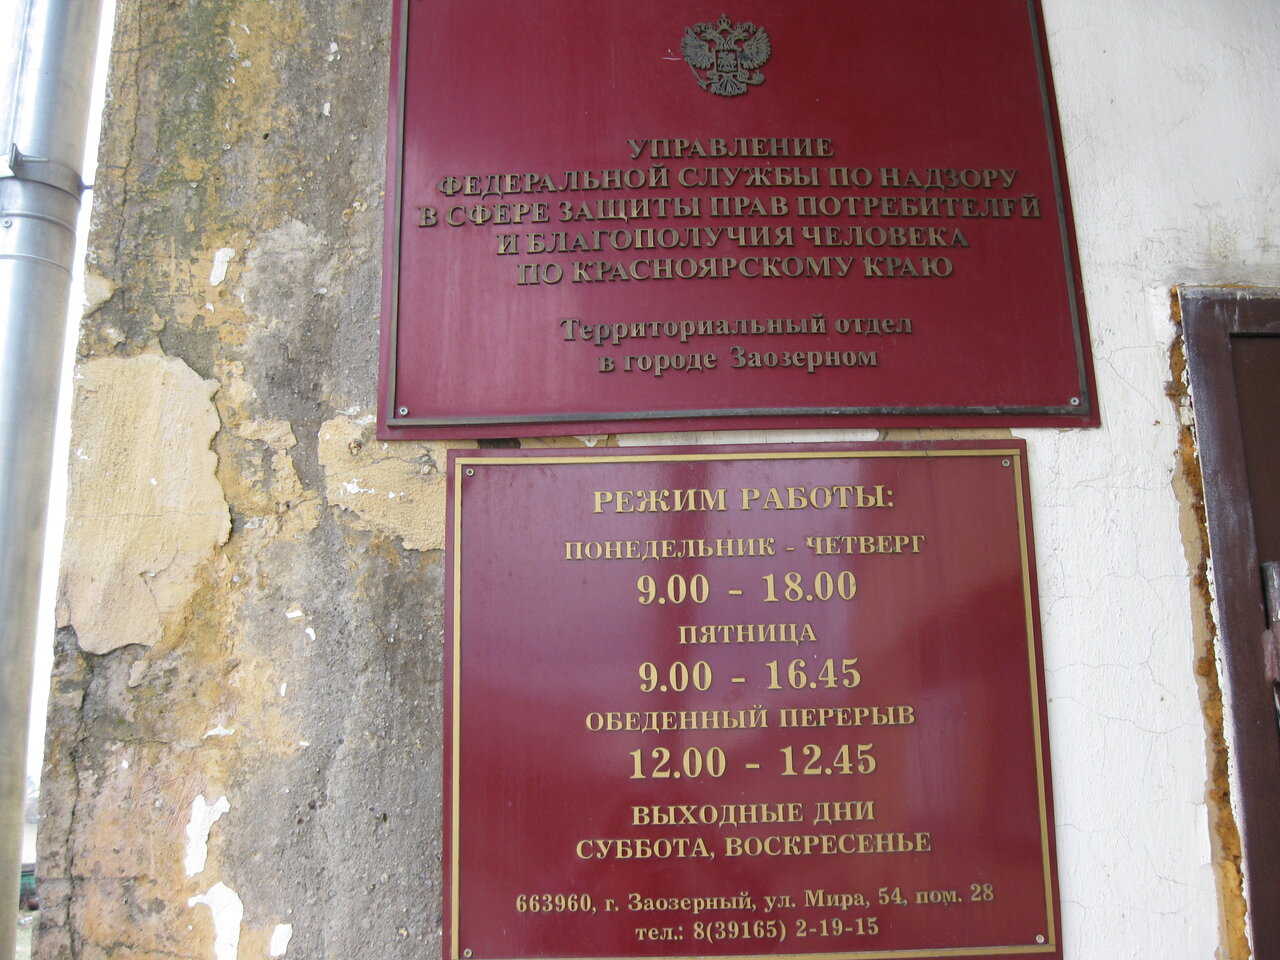 УПРАВЛЕНИЕ
ФЕДЕРАЛЬНОЙ СЛУЖБЫ ПО НАДЗОРУ
В СФЕРЕ ЗАЩИТЫ ПРАВ ПОТРЕБИТЕЛЕЙ
И БЛАГОПОЛУЧИЯ ЧЕЛОВЕКА
ПО КРАСНОЯРСКОМУ КРАЮ
Территориальный отдел
в городе Заозерном
РЕЖИМ РАБОТЫ:
ПОНЕДЕЛЬНИК - ЧЕТВЕРГ
9.00 - 18.00
ПЯТНИЦА
9.00 - 16.45
ОБЕДЕННЫЙ ПЕРЕРЫВ
12.00 - 12.45
ВЫХОДНЫЕ ДНИ
СУББОТА, ВОСКРЕСЕНЬЕ
663960, г. Заозерный, ул. Мира, 54, пом. 28
тел.: 8(39165) 2-19-15